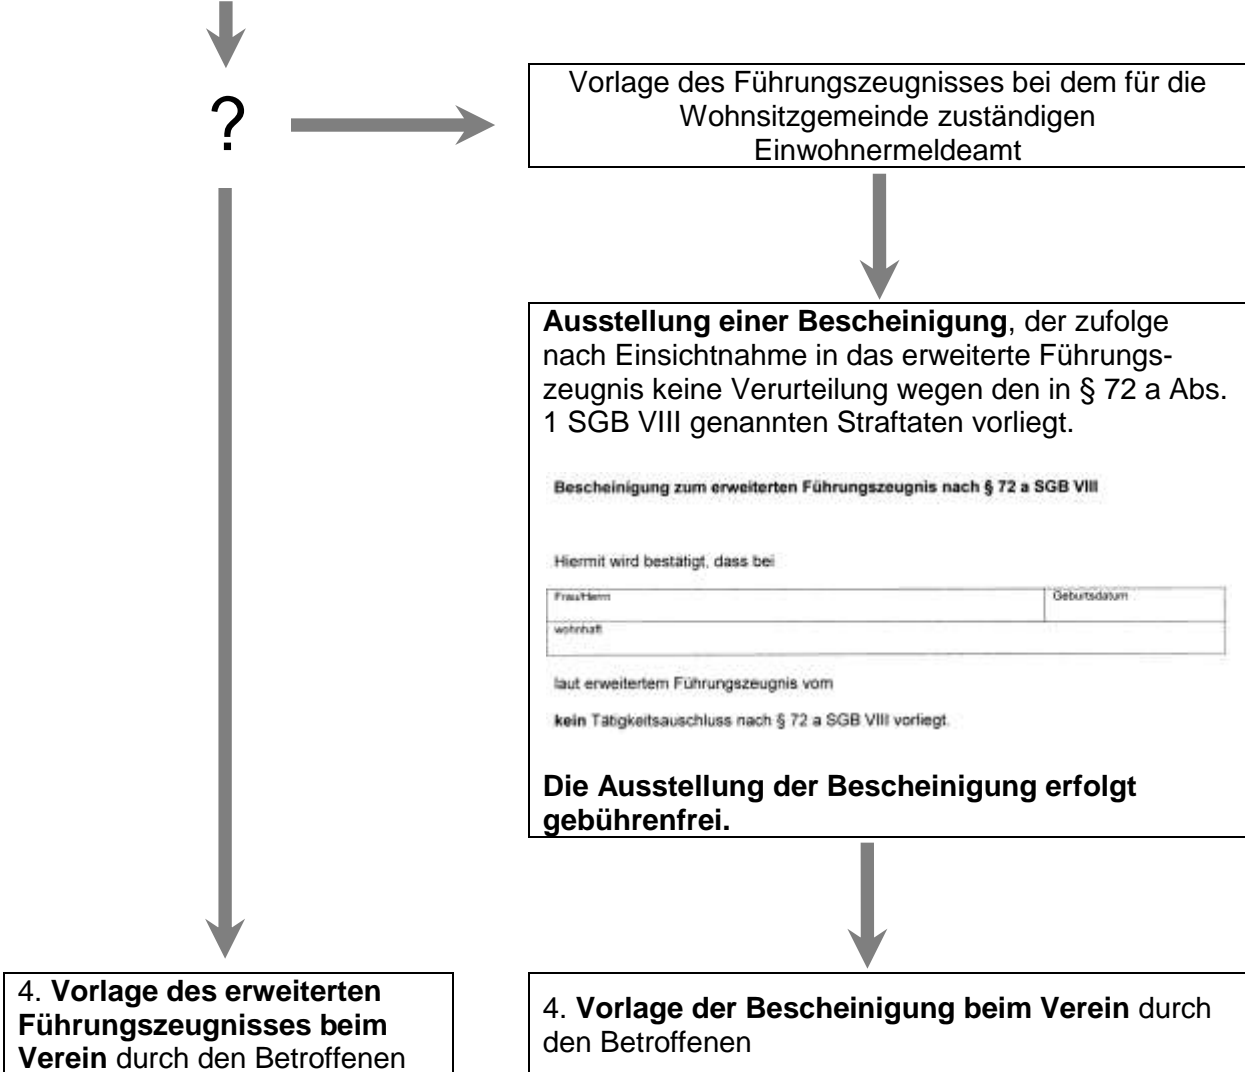 ?
Vorlage des Führungszeugnisses bei dem für die
Wohnsitzgemeinde zuständigen
Einwohnermeldeamt
Ausstellung einer Bescheinigung, der zufolge
nach Einsichtnahme in das erweiterte Führungs-
zeugnis keine Verurteilung wegen den in § 72 a Abs.
1 SGB VIII genannten Straftaten vorliegt.
Bescheinigung zum erweiterten Führungszeugnis nach § 72 a SGB VIII
Hiermit wird bestätigt, dass bei
Frau/Herrn Geburtsdatum
wohnhaft
laut erweitertem Führungszeugnis vom
kein Tätigkeitsauschluss nach § 72 a SGB VIII vorliegt.
Die Ausstellung der Bescheinigung erfolgt
gebührenfrei.
4. Vorlage des erweiterten
Führungszeugnisses beim
Verein durch den Betroffenen
4. Vorlage der Bescheinigung beim Verein durch
den Betroffenen